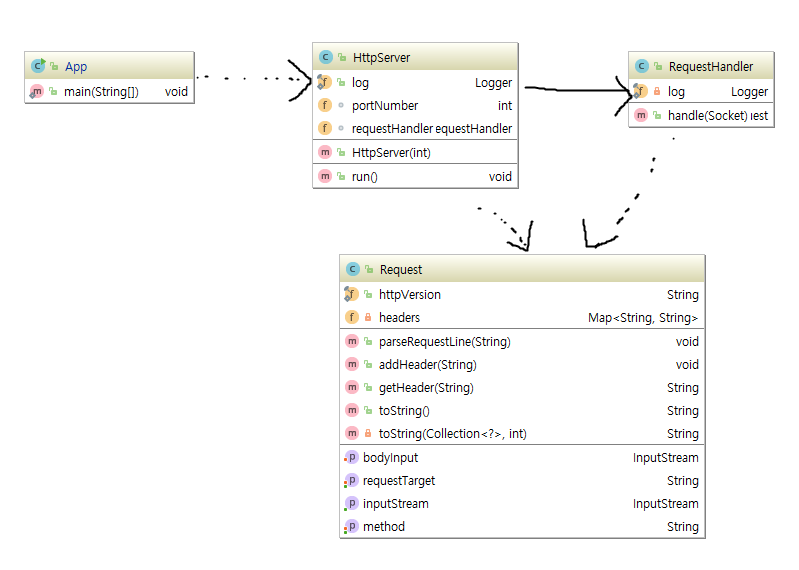 App
main(String[]) void
HttpServer
log Logger
portNumber int
requestHandler equestHandler
HttpServer(int)
run() void
RequestHandler
log Logger
handle(Socket) est
Request
httpVersion String
headers Map<String, String>
parseRequestLine(String) void
addHeader(String) void
getHeader(String) String
toString() String
toString(Collection<?>, int) String
bodyInput InputStream
requestTarget String
inputStream InputStream
method String